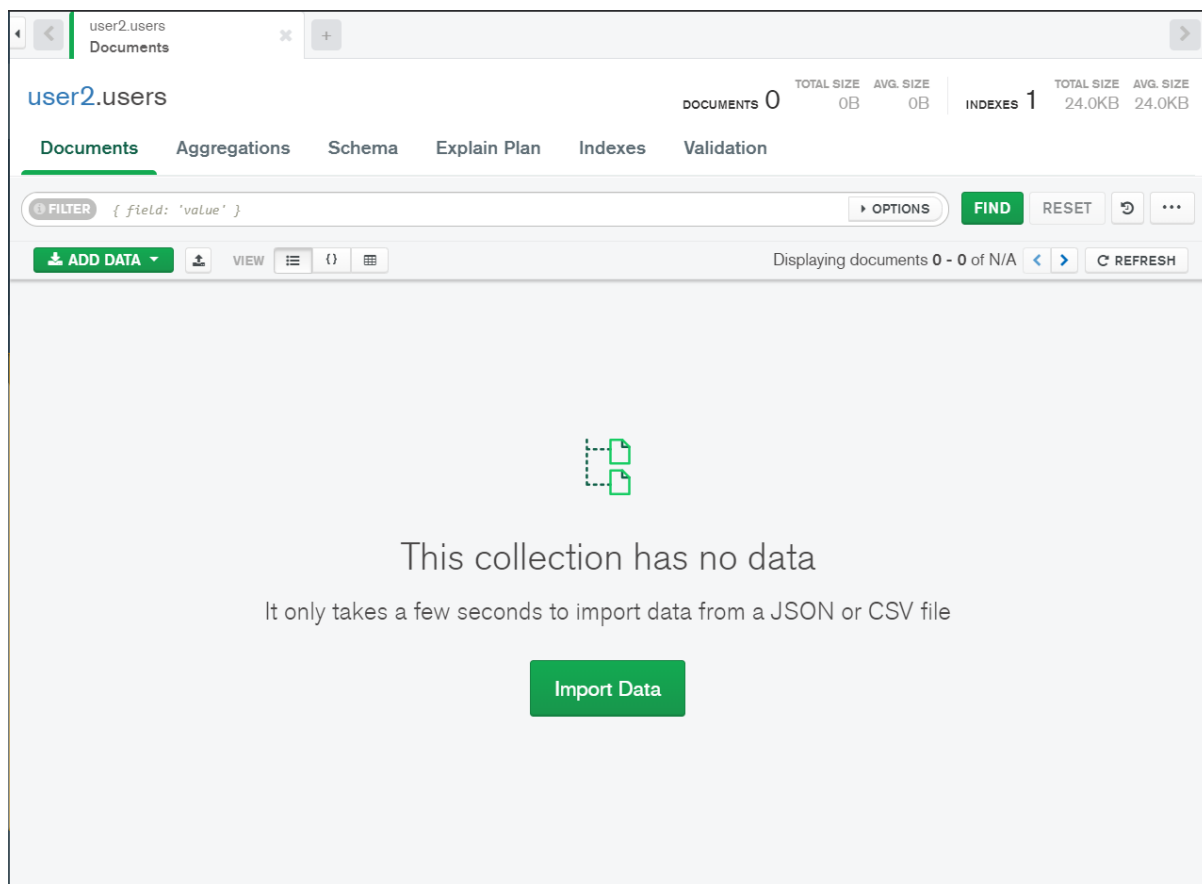 user2.users
Documents
user2.users
DOCUMENTS 0 TOTAL SIZE 0B AVG. SIZE 0B INDEXES 1 TOTAL SIZE 24.0KB AVG. SIZE 24.0KB
Documents Aggregations Schema Explain Plan Indexes Validation
FILTER { field: 'value' } OPTIONS FIND RESET
ADD DATA VIEW {} Displaying documents 0 - 0 of N/A REFRESH
This collection has no data
It only takes a few seconds to import data from a JSON or CSV file
Import Data